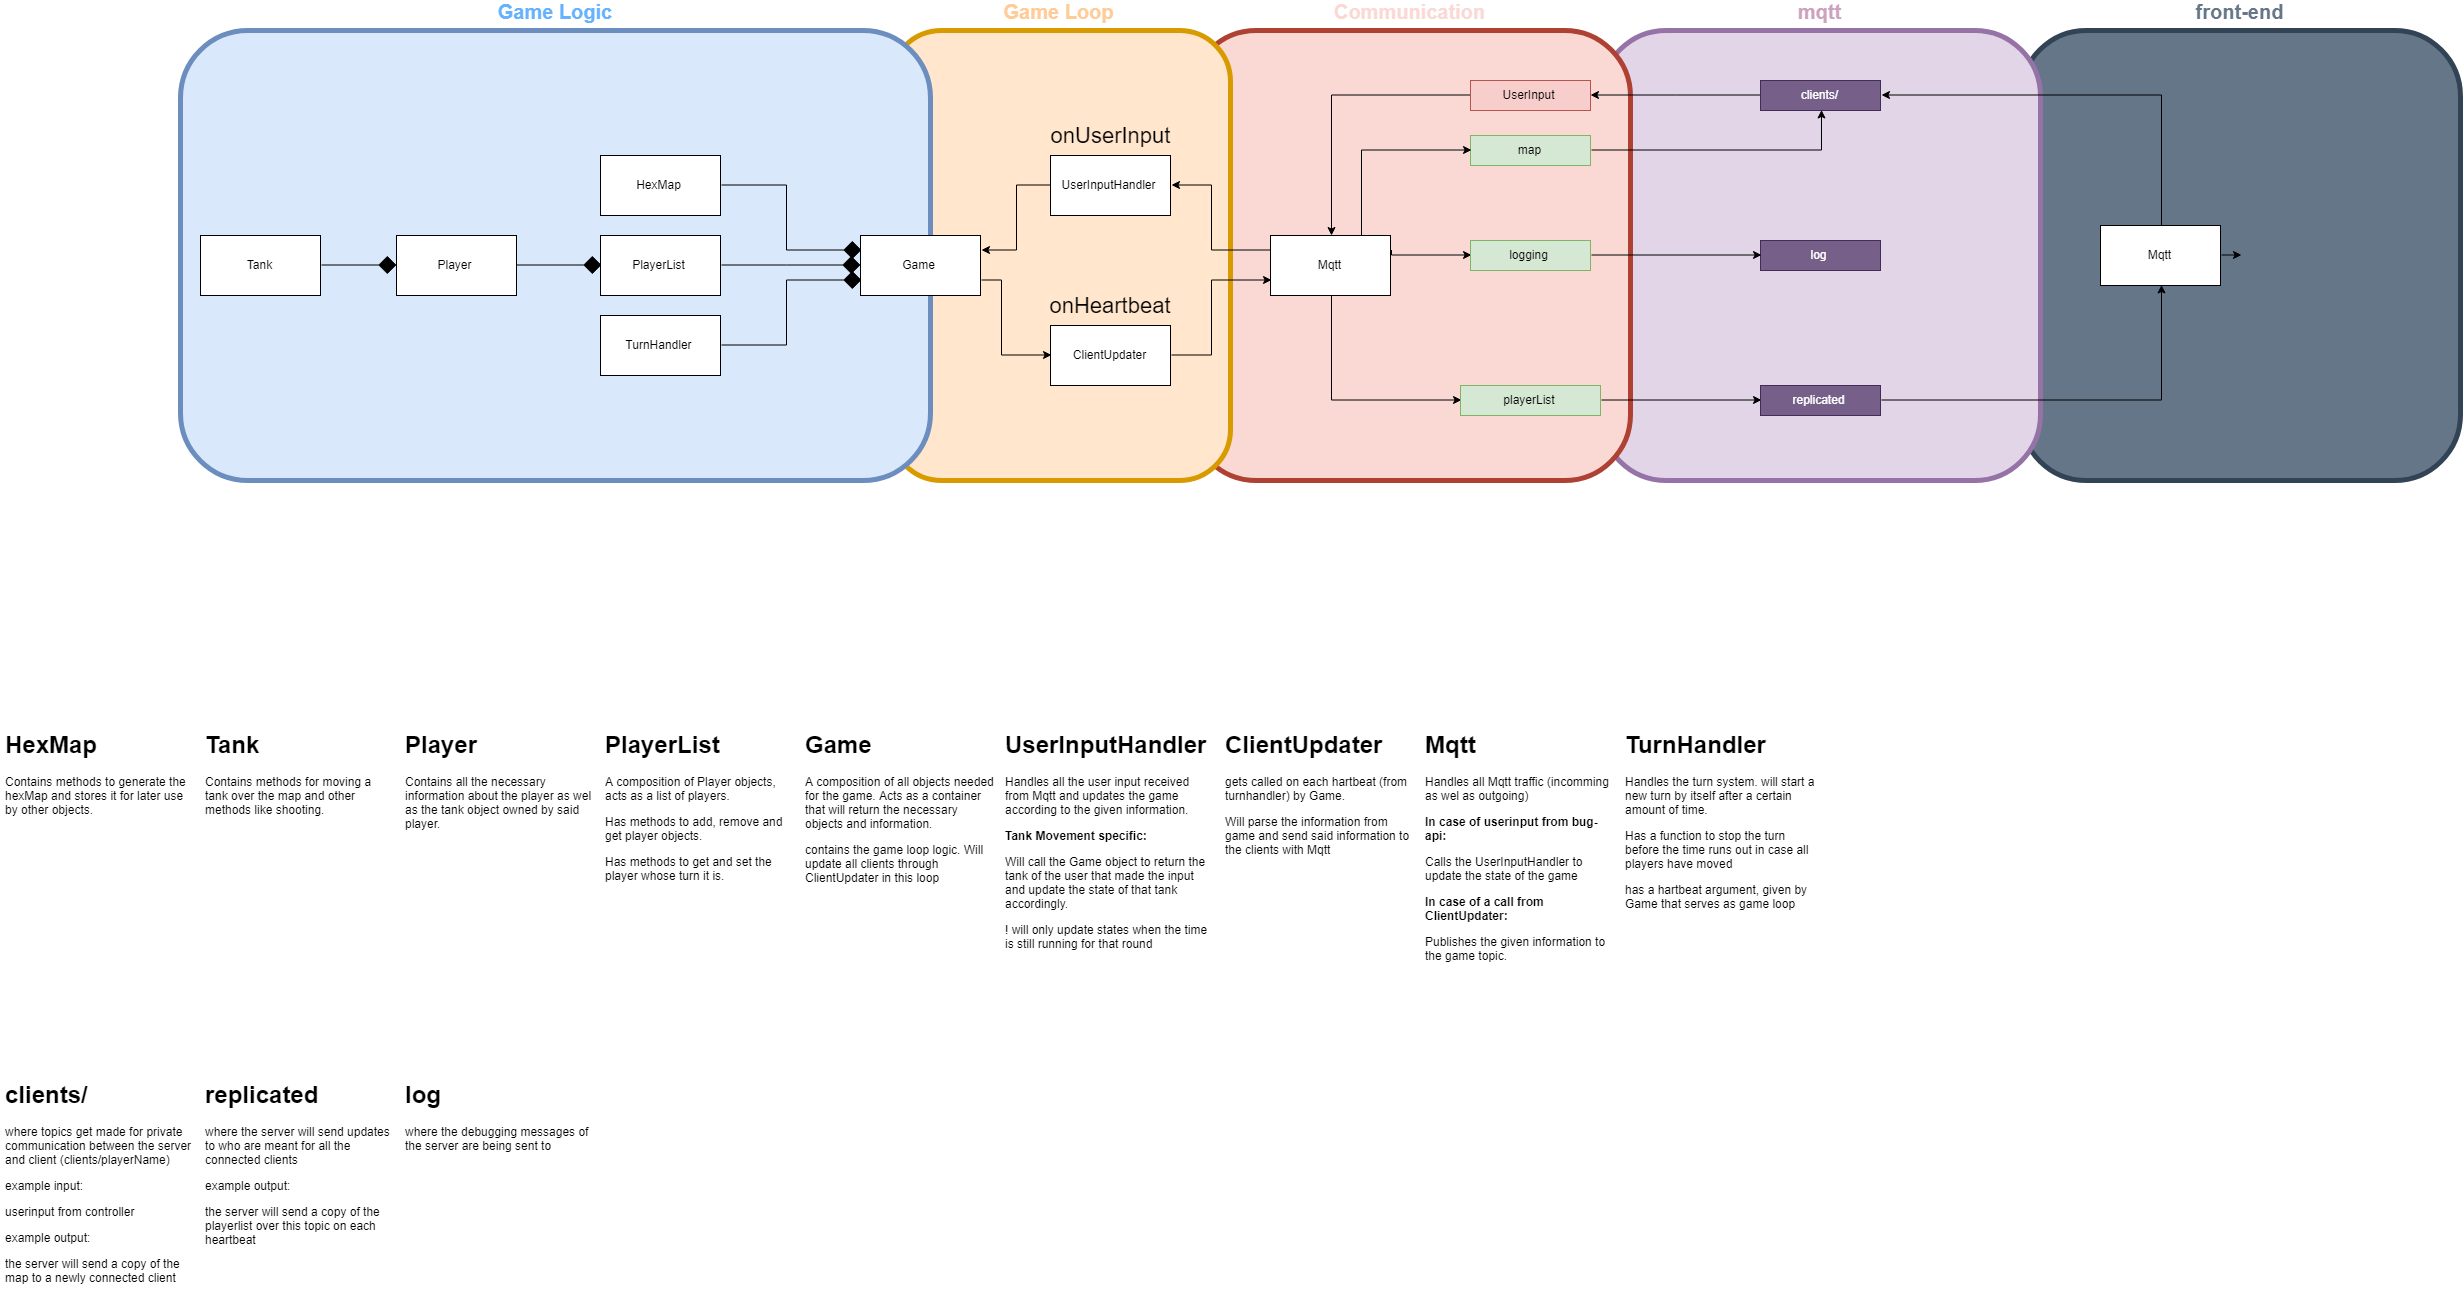 Game Logic
Game Loop
Communication
mqtt
front-end
UserInput
clients/
onUserInput
map
HexMap
UserInputHandler
Tank
Player
PlayerList
Game
Mqtt
logging
log
Mqtt
onHeartbeat
TurnHandler
ClientUpdater
playerList
replicated
HexMap
Contains methods to generate the
hexMap and stores it for later use
by other objects.
Tank
Contains methods for moving a
tank over the map and other
methods like shooting.
Player
Contains all the necessary
information about the player as wel
as the tank object owned by said
player.
PlayerList
A composition of Player objects,
acts as a list of players.
Has methods to add, remove and
get player objects.
Has methods to get and set the
player whose turn it is.
Game
A composition of all objects needed
for the game. Acts as a container
that will return the necessary
objects and information.
contains the game loop logic. Will
update all clients through
ClientUpdater in this loop
UserInputHandler
Handles all the user input received
from Mqtt and updates the game
according to the given information.
Tank Movement specific:
Will call the Game object to return the
tank of the user that made the input
and update the state of that tank
accordingly.
! will only update states when the time
is still running for that round
ClientUpdater
gets called on each hartbeat (from
turnhandler) by Game.
Will parse the information from
game and send said information to
the clients with Mqtt
Mqtt
Handles all Mqtt traffic (incomming
as wel as outgoing)
In case of userinput from bug-
api:
Calls the UserInputHandler to
update the state of the game
In case of a call from
ClientUpdater:
Publishes the given information to
the game topic.
TurnHandler
Handles the turn system. will start a
new turn by itself after a certain
amount of time.
Has a function to stop the turn
before the time runs out in case all
players have moved
has a hartbeat argument, given by
Game that serves as game loop
clients/
where topics get made for private
communication between the server
and client (clients/playerName)
example input:
userinput from controller
example output:
the server will send a copy of the
map to a newly connected client
replicated
where the server will send updates
to who are meant for all the
connected clients
example output:
the server will send a copy of the
playerlist over this topic on each
heartbeat
log
where the debugging messages of
the server are being sent to